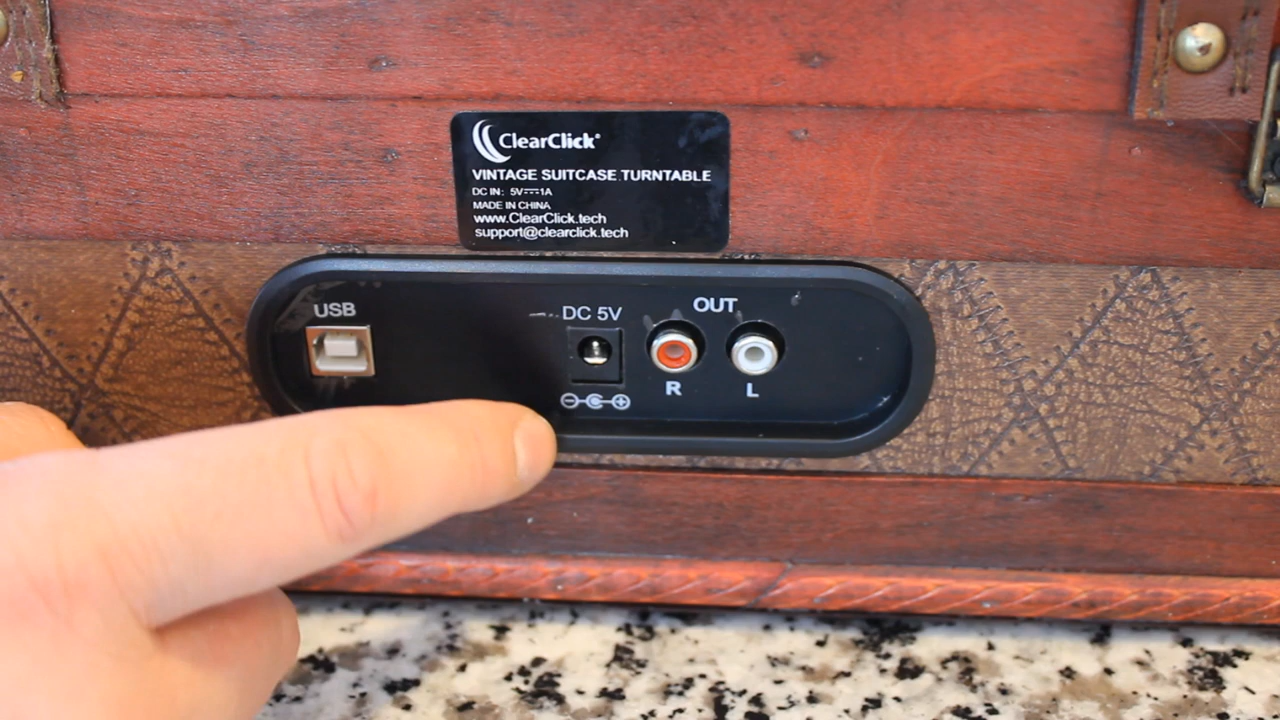 ClearClick®
VINTAGE SUITCASE TURNTABLE
DC IN: 5V⎓1A
MADE IN CHINA
www.ClearClick.tech
support@clearclick.tech
USB
DC 5V
OUT
R
L